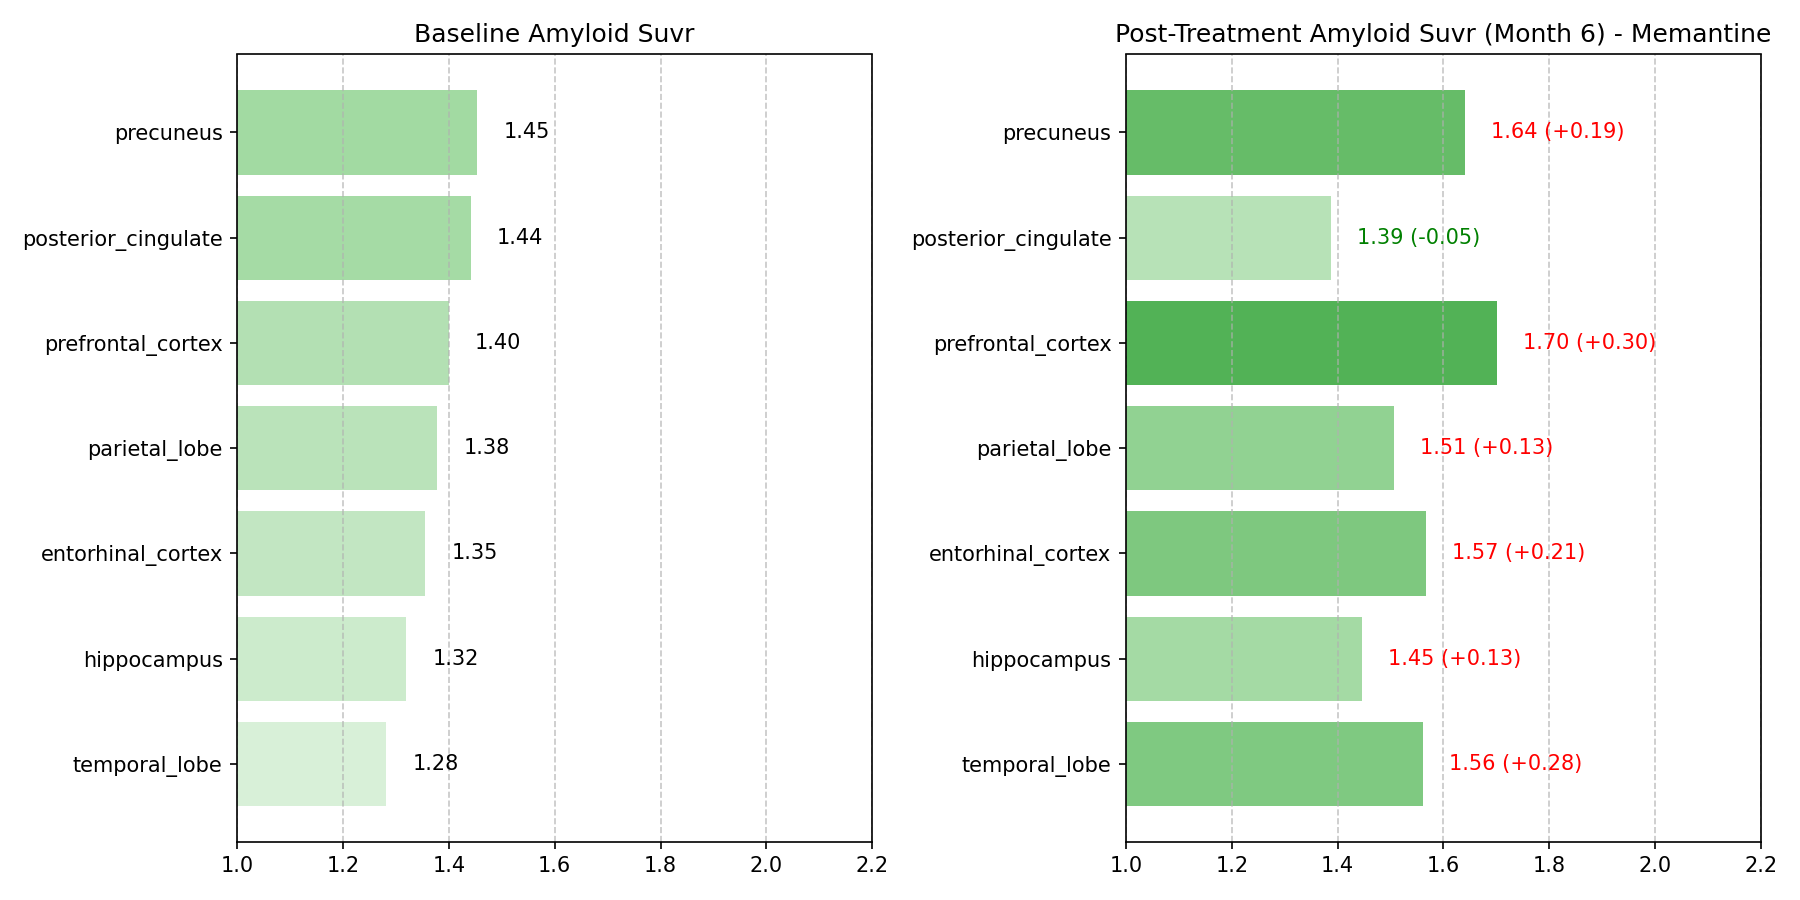 Baseline Amyloid Suvr
precuneus
1.45
posterior_cingulate
1.44
prefrontal_cortex
1.40
parietal_lobe
1.38
entorhinal_cortex
1.35
hippocampus
1.32
temporal_lobe
1.28
1.0 1.2 1.4 1.6 1.8 2.0 2.2
Post-Treatment Amyloid Suvr (Month 6) - Memantine
precuneus
1.64 (+0.19)
posterior_cingulate
1.39 (-0.05)
prefrontal_cortex
1.70 (+0.30)
parietal_lobe
1.51 (+0.13)
entorhinal_cortex
1.57 (+0.21)
hippocampus
1.45 (+0.13)
temporal_lobe
1.56 (+0.28)
1.0 1.2 1.4 1.6 1.8 2.0 2.2